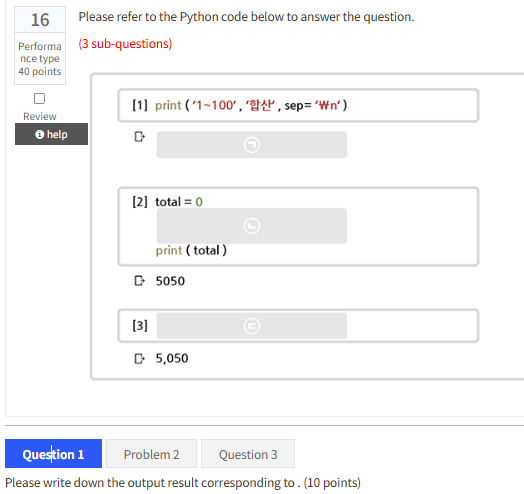 16
Please refer to the Python code below to answer the question.
(3 sub-questions)
Performa
nce type
40 points
Review
help
[1] print ( '1~100' , '합산' , sep= '₩n' )
㉠
[2] total = 0
㉡
print ( total )
5050
[3] ㉢
5,050
Question 1
Problem 2
Question 3
Please write down the output result corresponding to . (10 points)